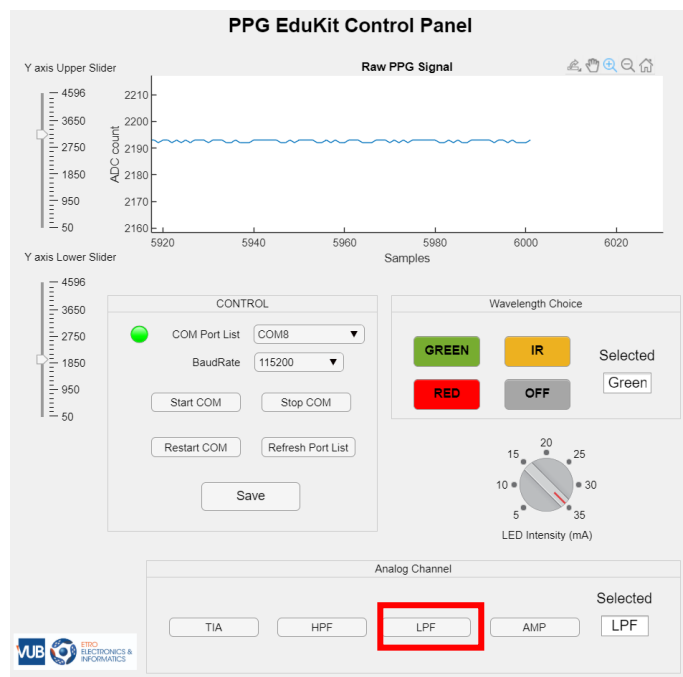 PPG EduKit Control Panel
Y axis Upper Slider
4596
3650
2750
1850
950
50
Raw PPG Signal
ADC count
2210
2200
2190
2180
2170
2160
5920 5940 5960 5980 6000 6020
Samples
Y axis Lower Slider
4596
3650
2750
1850
950
50
CONTROL
COM Port List COM8
BaudRate 115200
Start COM Stop COM
Restart COM Refresh Port List
Save
Wavelength Choice
GREEN IR
RED OFF
Selected
Green
20
15 25
10 30
5 35
LED Intensity (mA)
Analog Channel
TIA HPF LPF AMP
Selected
LPF
VUB
ETRO
ELECTRONICS &
INFORMATICS